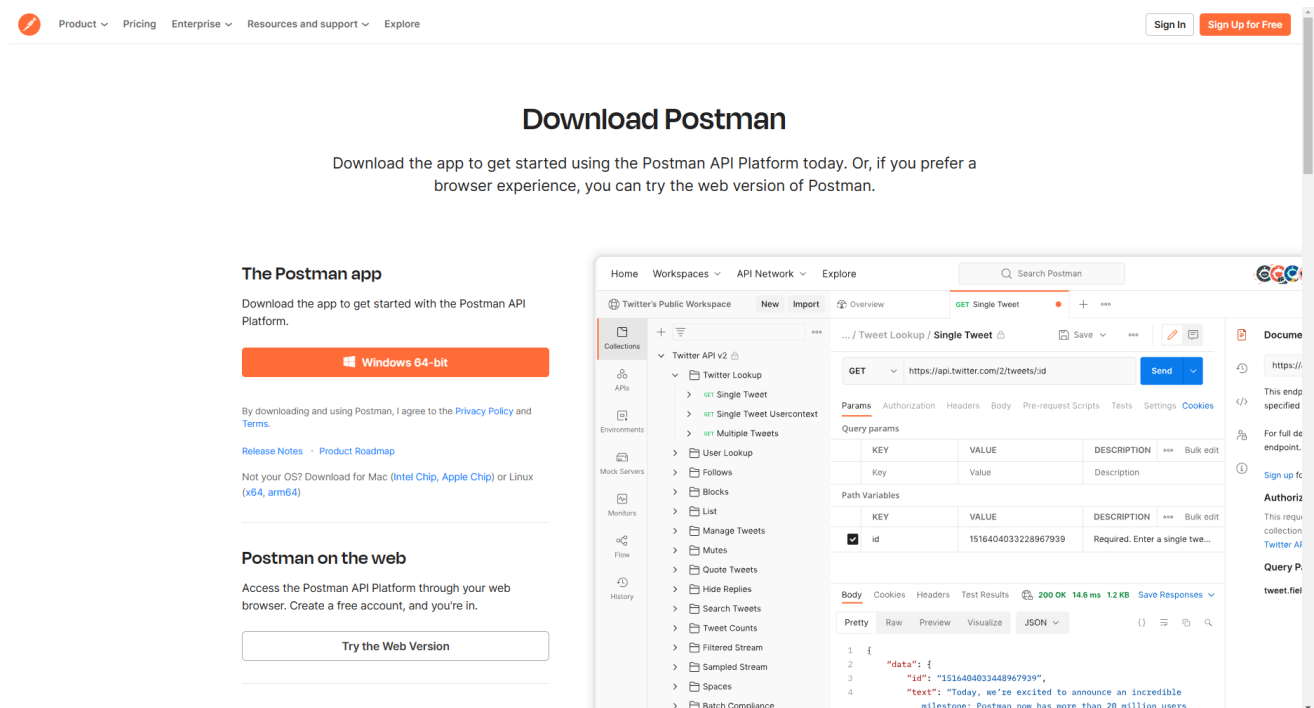 Product
Pricing
Enterprise
Resources and support
Explore
Sign In
Sign Up for Free
Download Postman
Download the app to get started using the Postman API Platform today. Or, if you prefer a
browser experience, you can try the web version of Postman.
The Postman app
Download the app to get started with the Postman API
Platform.
Windows 64-bit
By downloading and using Postman, I agree to the Privacy Policy and
Terms.
Release Notes · Product Roadmap
Not your OS? Download for Mac (Intel Chip, Apple Chip) or Linux
(x64, arm64)
Postman on the web
Access the Postman API Platform through your web
browser. Create a free account, and you're in.
Try the Web Version
Home
Workspaces
API Network
Explore
Search Postman
Twitter's Public Workspace
New
Import
Overview
GET Single Tweet
Collections
APIs
Environments
Mock Servers
Monitors
Flow
History
Twitter API v2
Twitter Lookup
GET Single Tweet
GET Single Tweet Usercontext
GET Multiple Tweets
User Lookup
Follows
Blocks
List
Manage Tweets
Mutes
Quote Tweets
Hide Replies
Search Tweets
Tweet Counts
Filtered Stream
Sampled Stream
Spaces
Batch Compliance
... / Tweet Lookup / Single Tweet
Save
GET
https://api.twitter.com/2/tweets/:id
Send
Params Authorization Headers Body Pre-request Scripts Tests Settings Cookies
Query params
KEY VALUE DESCRIPTION Bulk edit
Key Value Description
Path Variables
KEY VALUE DESCRIPTION Bulk edit
id 1516404033228967939 Required. Enter a single twe...
Body Cookies Headers Test Results 200 OK 14.6 ms 1.2 KB Save Responses
Pretty Raw Preview Visualize JSON
1 {
2 "data": {
3 "id": "1516404033448967939",
4 "text": "Today, we're excited to announce an incredible
milestone: Postman now has more than 20 million users
Docume
https://
This endp
specified
For full de
endpoint.
Sign up fo
Authoriz
This requ
collection
Twitter AP
Query P
tweet.fiel